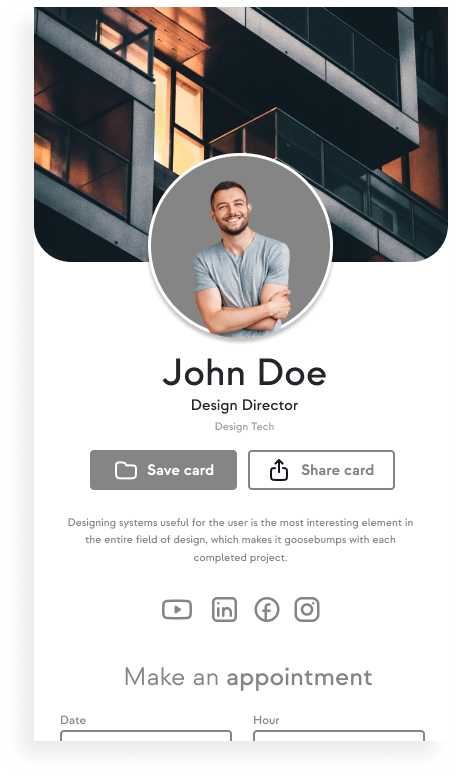 John Doe
Design Director
Design Tech
Save card
Share card
Designing systems useful for the user is the most interesting element in
the entire field of design, which makes it goosebumps with each
completed project.
in
Make an appointment
Date
Hour